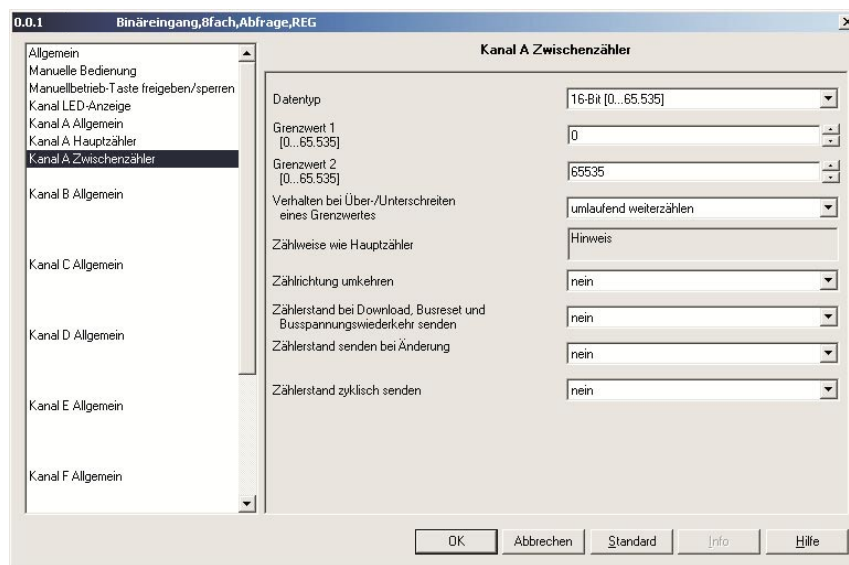 0.0.1 Binäreingang,8fach,Abfrage,REG
Allgemein
Manuelle Bedienung
Manuellbetrieb-Taste freigeben/sperren
Kanal LED-Anzeige
Kanal A Allgemein
Kanal A Hauptzähler
Kanal A Zwischenzähler
Kanal B Allgemein
Kanal C Allgemein
Kanal D Allgemein
Kanal E Allgemein
Kanal F Allgemein
Kanal A Zwischenzähler
Datentyp
16-Bit [0...65.535]
Grenzwert 1
[0...65.535]
0
Grenzwert 2
[0...65.535]
65535
Verhalten bei Über-/Unterschreiten
eines Grenzwertes
umlaufend weiterzählen
Zählweise wie Hauptzähler
Hinweis
Zählrichtung umkehren
nein
Zählerstand bei Download, Busreset und
Busspannungswiederkehr senden
nein
Zählerstand senden bei Änderung
nein
Zählerstand zyklisch senden
nein
OK
Abbrechen
Standard
Info
Hilfe